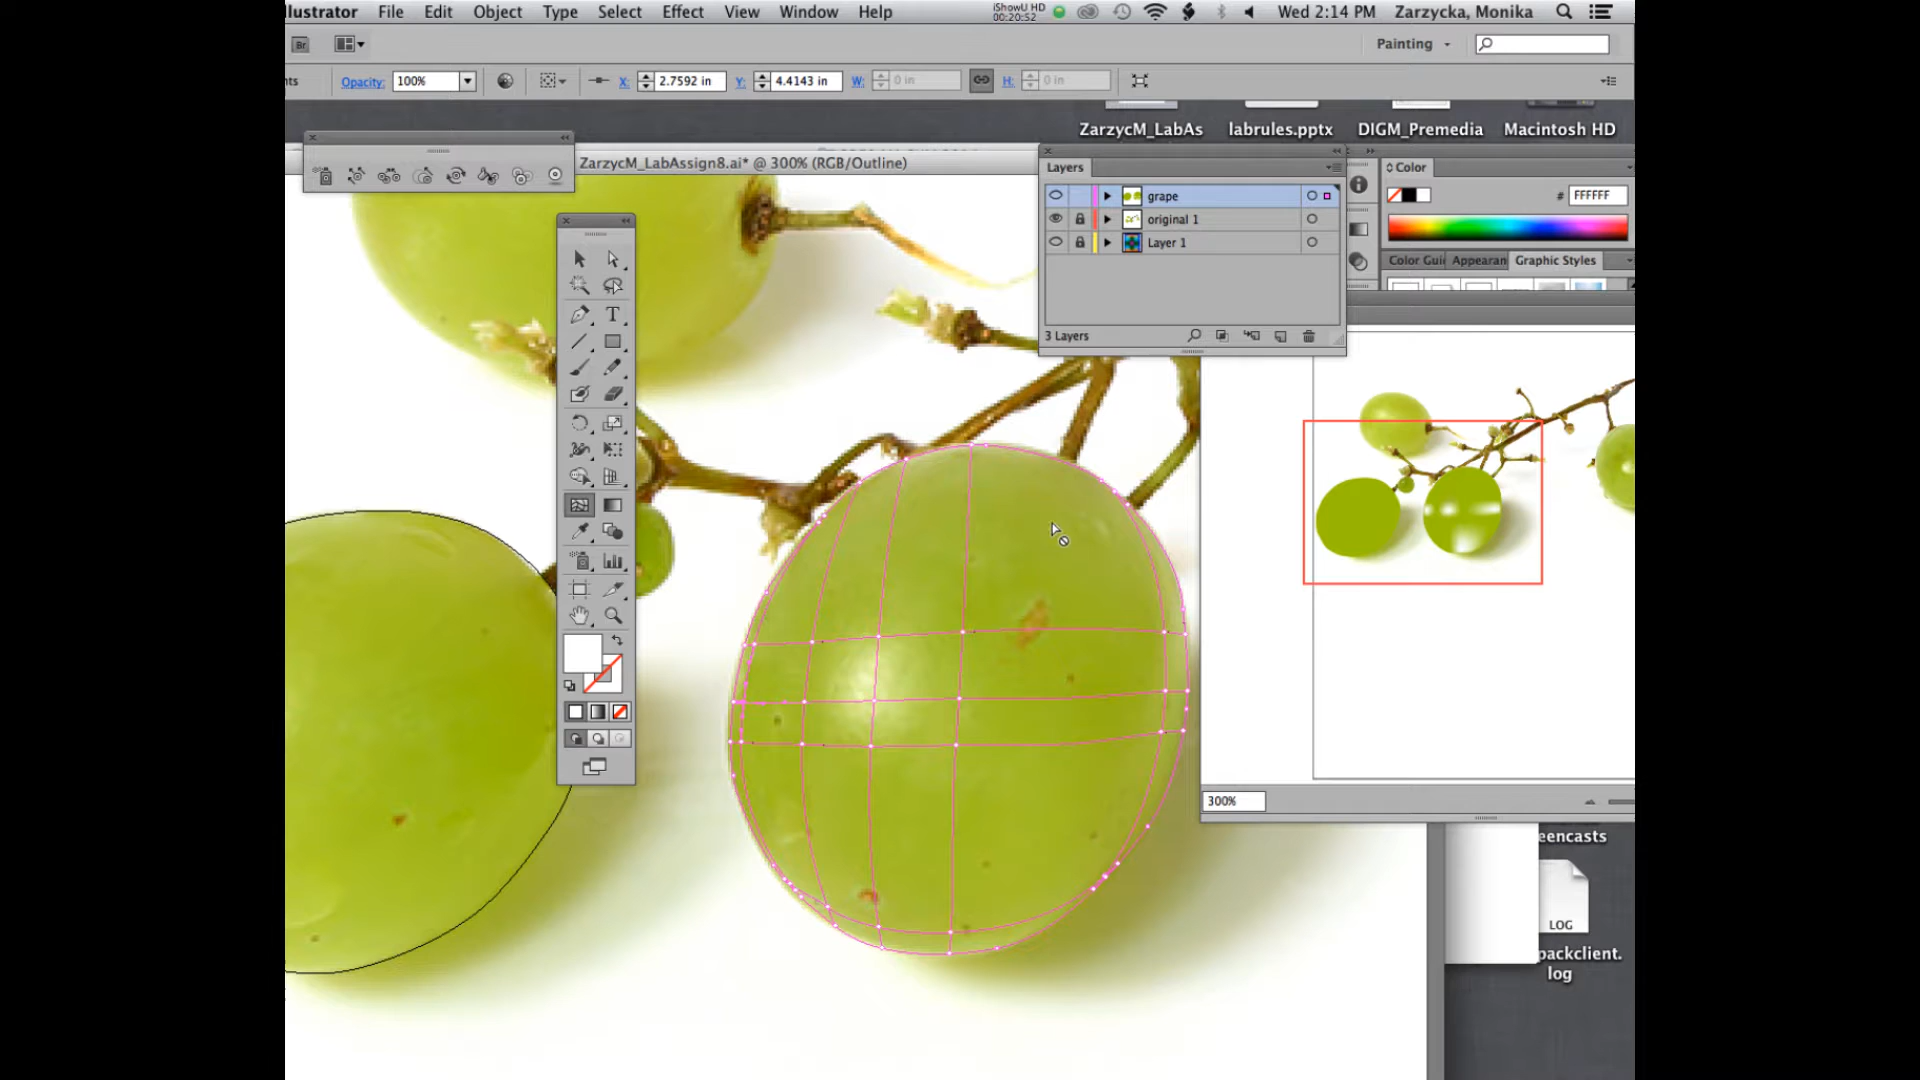 llustrator File Edit Object Type Select Effect View Window Help iShowU HD 00:20:52 Wed 2:14 PM Zarzycka, Monika
Br Painting
nts Opacity: 100% X: 2.7592 in Y: 4.4143 in W: 0 in H: 0 in
ZarzycM_LabAs labrules.pptx DIGM_Premedia Macintosh HD
ZarzycM_LabAssign8.ai* @ 300% (RGB/Outline)
Layers
grape
original 1
Layer 1
3 Layers
Color
# FFFFFF
Color Gui Appearan Graphic Styles
T
300%
eencasts
LOG
packclient.
log